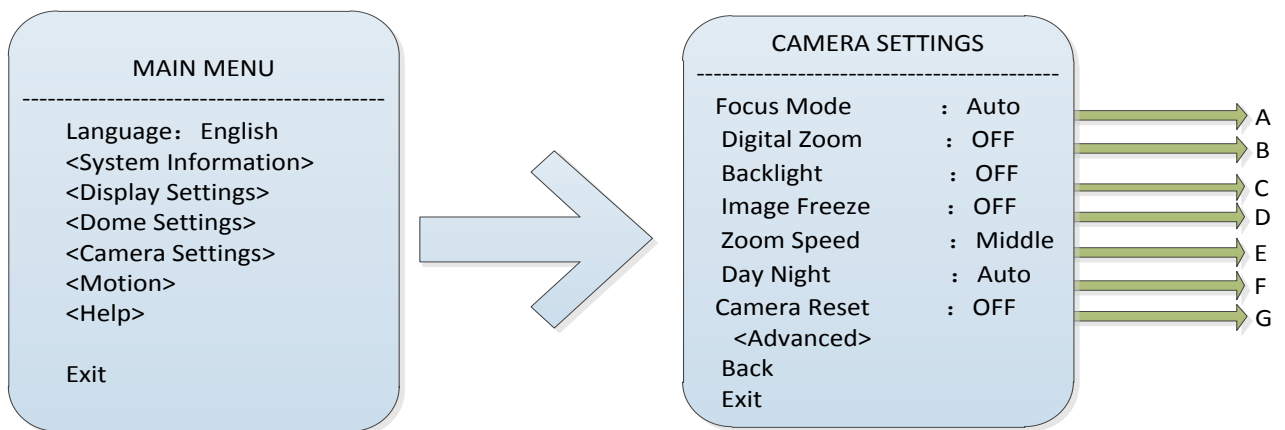 MAIN MENU
------------------------------------------
Language： English
<System Information>
<Display Settings>
<Dome Settings>
<Camera Settings>
<Motion>
<Help>
Exit
CAMERA SETTINGS
------------------------------------------
Focus Mode ： Auto
Digital Zoom ： OFF
Backlight ： OFF
Image Freeze ： OFF
Zoom Speed ： Middle
Day Night ： Auto
Camera Reset ： OFF
<Advanced>
Back
Exit
A
B
C
D
E
F
G